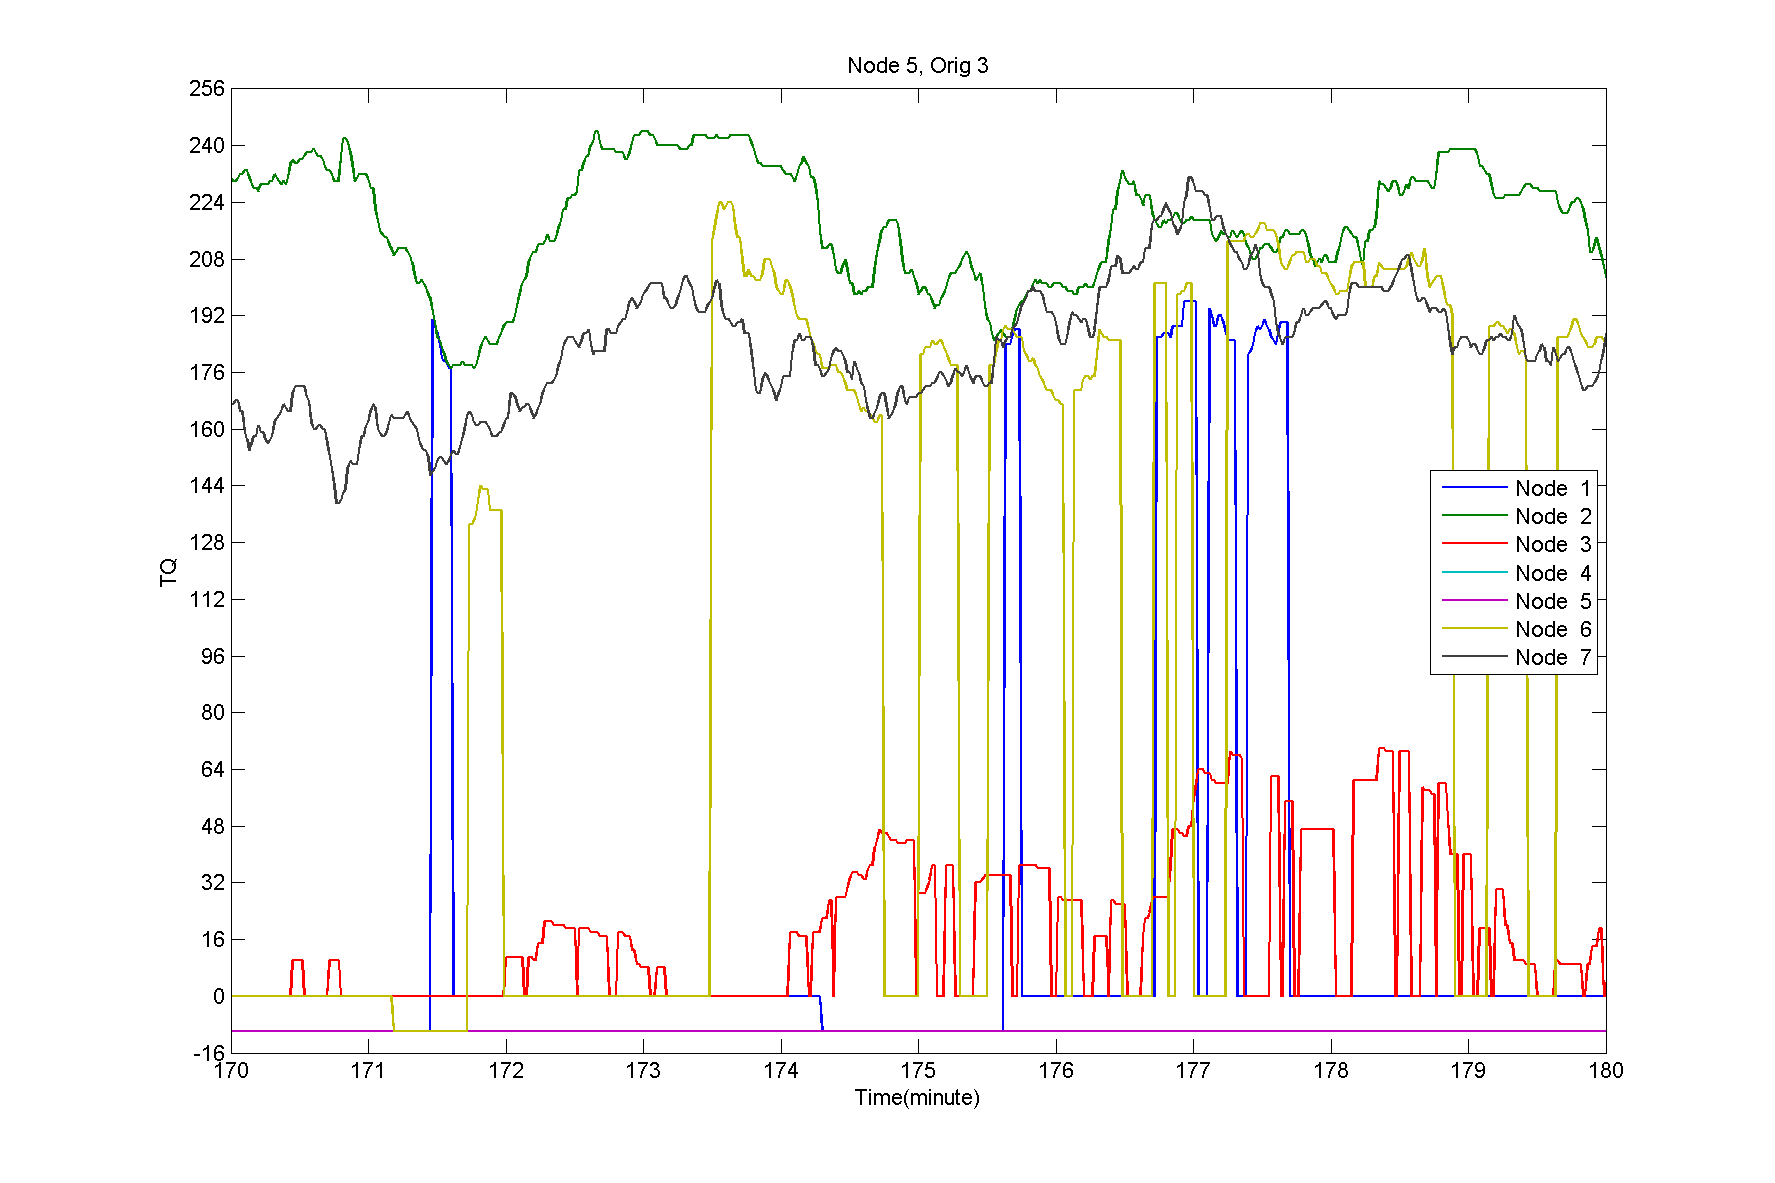 Node 5, Orig 3
256
240
224
208
192
176
160
144
128
112
96
80
64
48
32
16
0
-16
TQ
Node 1
Node 2
Node 3
Node 4
Node 5
Node 6
Node 7
170 171 172 173 174 175 176 177 178 179 180
Time(minute)